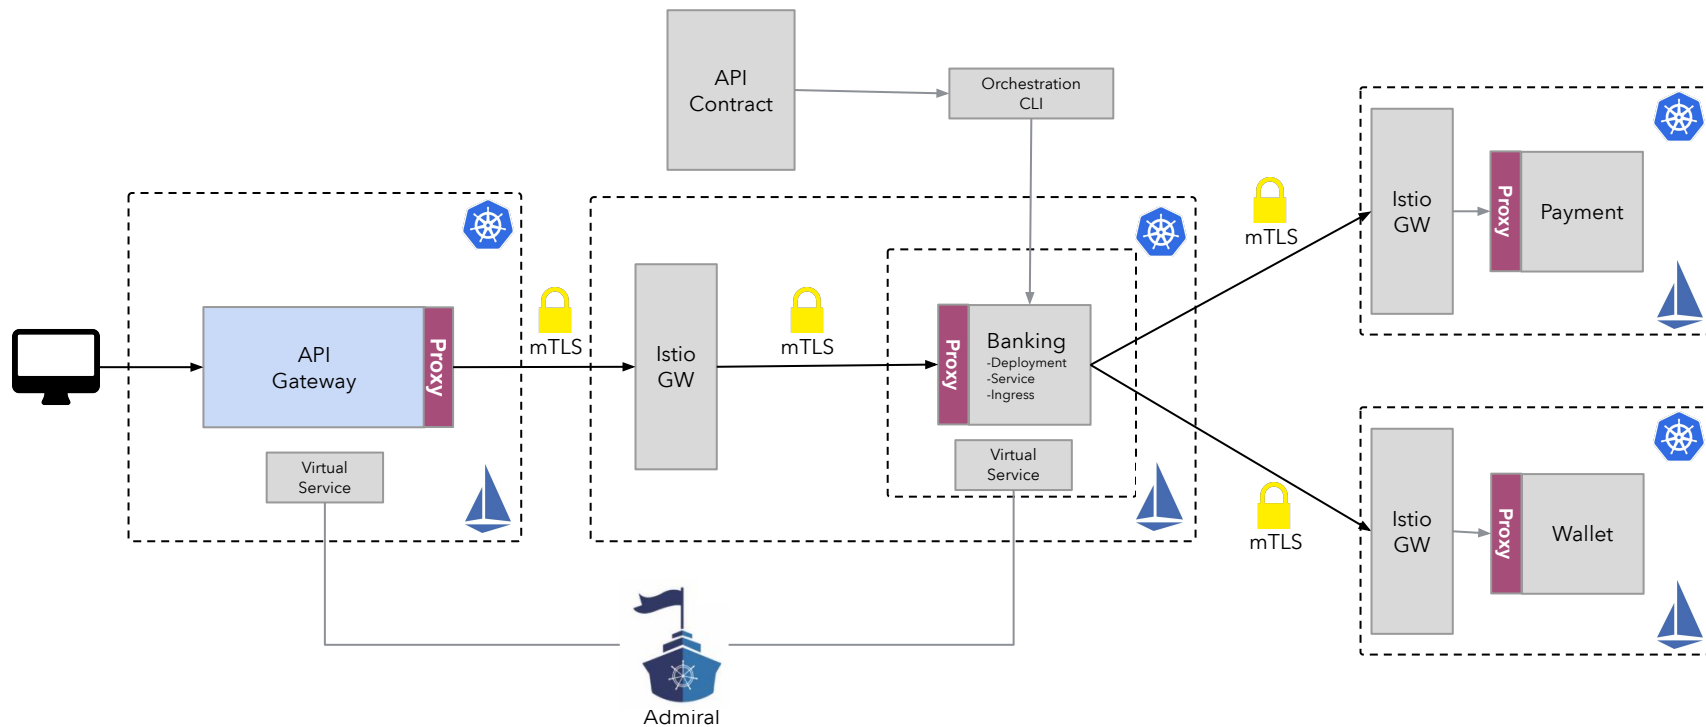 API
Contract
Orchestration
CLI
API
Gateway
Proxy
Virtual
Service
mTLS
Istio
GW
mTLS
Proxy
Banking
-Deployment
-Service
-Ingress
Virtual
Service
mTLS
Istio
GW
Proxy
Payment
mTLS
Istio
GW
Proxy
Wallet
Admiral